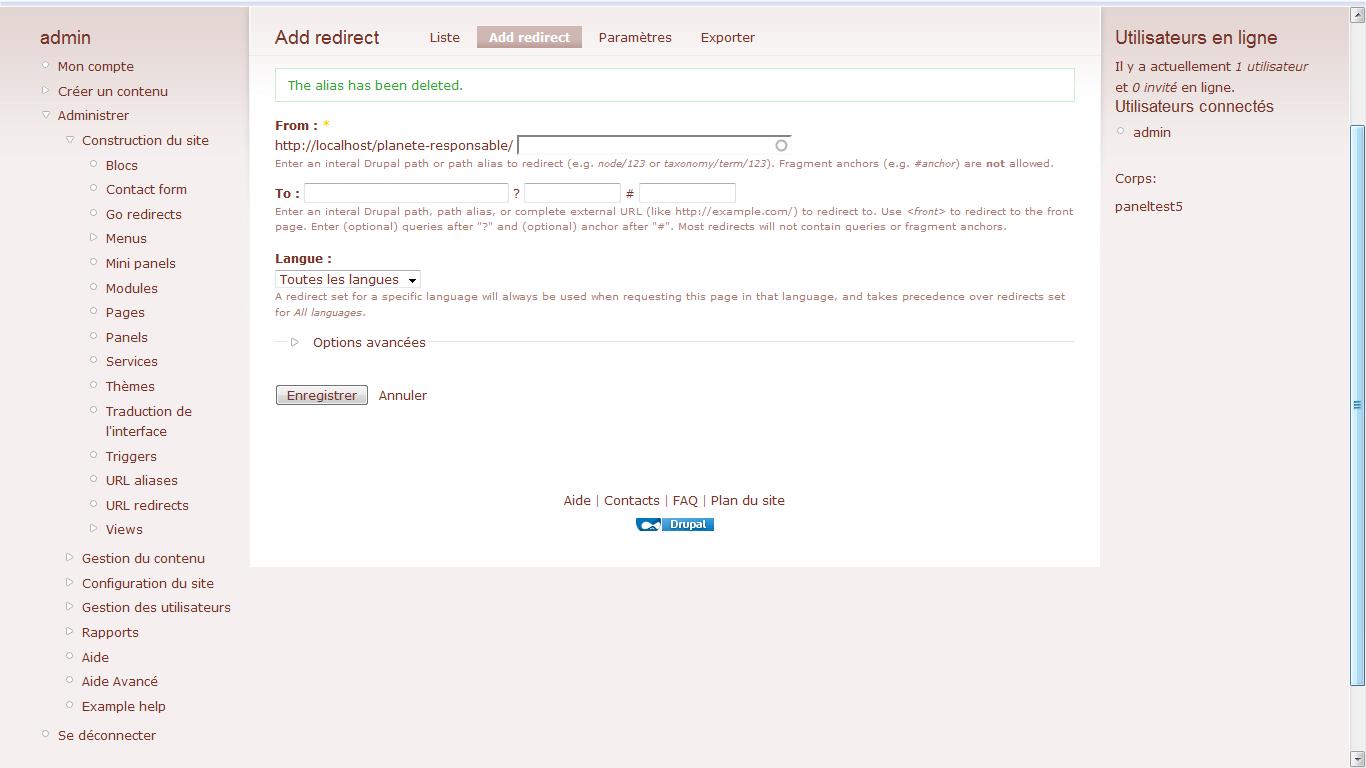 admin
Mon compte
Créer un contenu
Administrer
Construction du site
Blocs
Contact form
Go redirects
Menus
Mini panels
Modules
Pages
Panels
Services
Thèmes
Traduction de
l'interface
Triggers
URL aliases
URL redirects
Views
Gestion du contenu
Configuration du site
Gestion des utilisateurs
Rapports
Aide
Aide Avancé
Example help
Se déconnecter
Add redirect Liste Add redirect Paramètres Exporter
The alias has been deleted.
From : *
http://localhost/planete-responsable/
Enter an interal Drupal path or path alias to redirect (e.g. node/123 or taxonomy/term/123). Fragment anchors (e.g. #anchor) are not allowed.
To : ? #
Enter an interal Drupal path, path alias, or complete external URL (like http://example.com/) to redirect to. Use <front> to redirect to the front
page. Enter (optional) queries after "?" and (optional) anchor after "#". Most redirects will not contain queries or fragment anchors.
Langue :
Toutes les langues
A redirect set for a specific language will always be used when requesting this page in that language, and takes precedence over redirects set
for All languages.
Options avancées
Enregistrer Annuler
Aide | Contacts | FAQ | Plan du site
Drupal
Utilisateurs en ligne
Il y a actuellement 1 utilisateur
et 0 invité en ligne.
Utilisateurs connectés
admin
Corps:
paneltest5